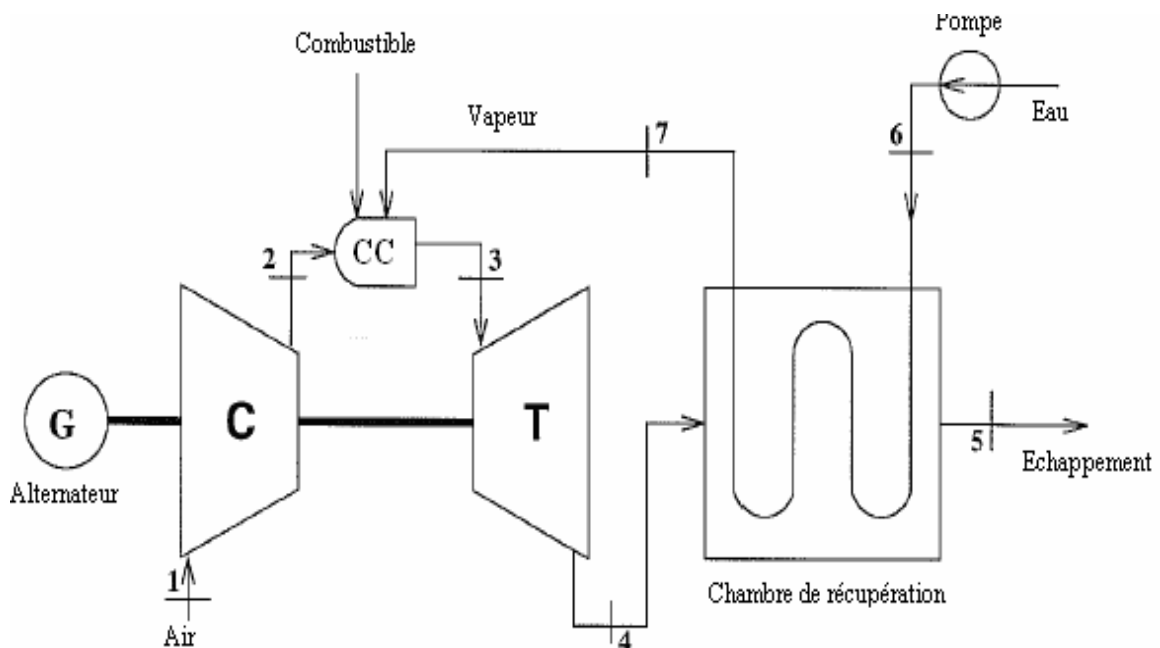 Pompe
Combustible
Eau
Vapeur
7
6
CC
2
3
G
C
T
5
Echappement
Alternateur
1
Air
4
Chambre de récupération